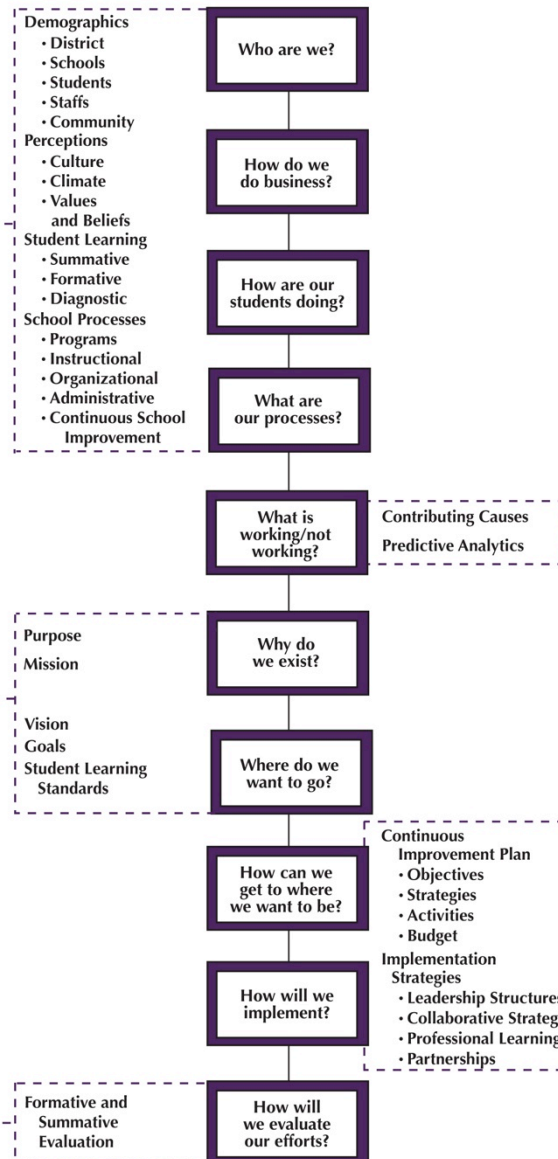 Demographics
• District
• Schools
• Students
• Staffs
• Community
Perceptions
• Culture
• Climate
• Values
and Beliefs
Student Learning
• Summative
• Formative
• Diagnostic
School Processes
• Programs
• Instructional
• Organizational
• Administrative
• Continuous School
Improvement
Who are we?
How do we
do business?
How are our
students doing?
What are
our processes?
What is
working/not
working?
Contributing Causes
Predictive Analytics
Purpose
Mission
Vision
Goals
Student Learning
Standards
Why do
we exist?
Where do we
want to go?
How can we
get to where
we want to be?
Continuous
Improvement Plan
• Objectives
• Strategies
• Activities
• Budget
Implementation
Strategies
• Leadership Structures
• Collaborative
• Professional Learning
• Partnerships
How will we
implement?
Formative and
Summative
Evaluation
How will
we evaluate
our efforts?